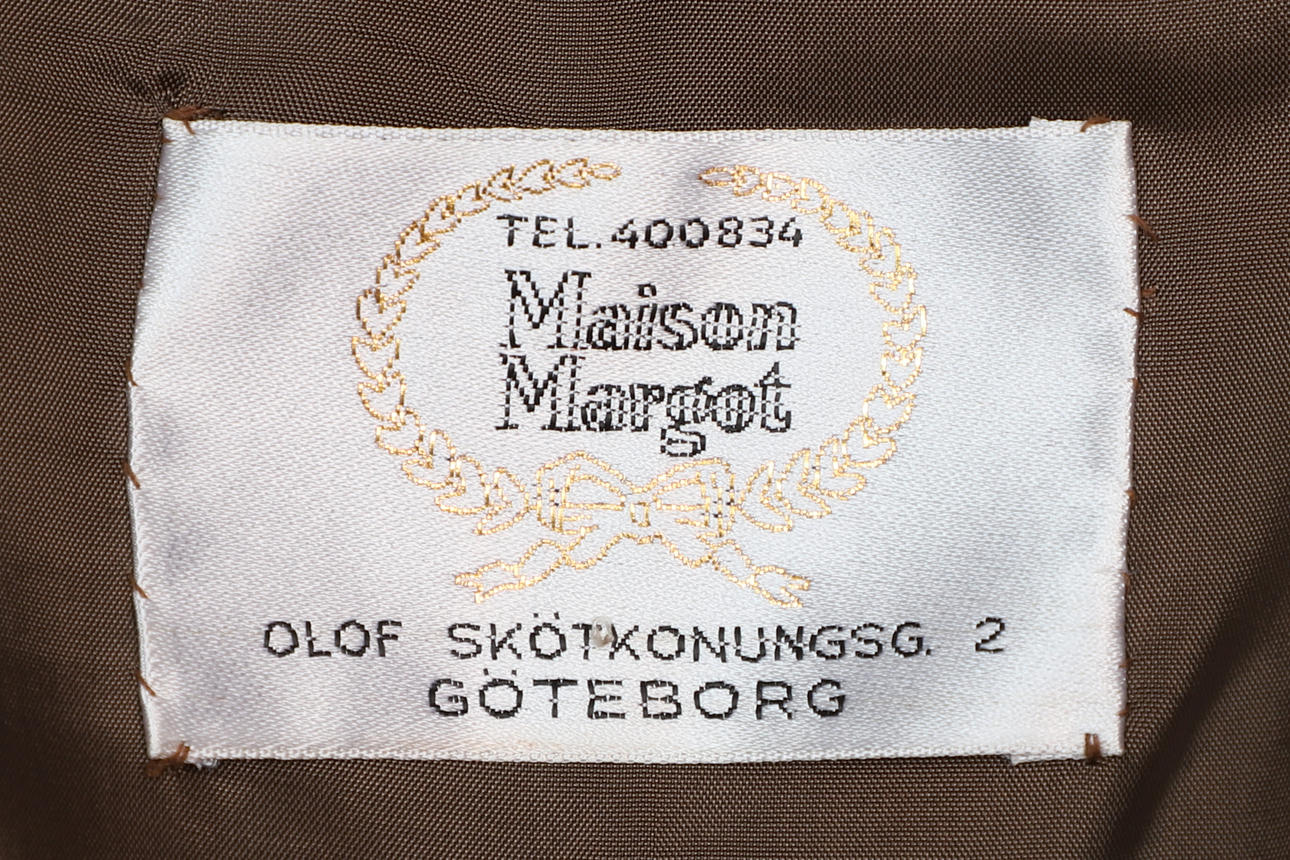 TEL.400834
Maison
Margot
OLOF SKÖTKONUNGSG. 2
GÖTEBORG